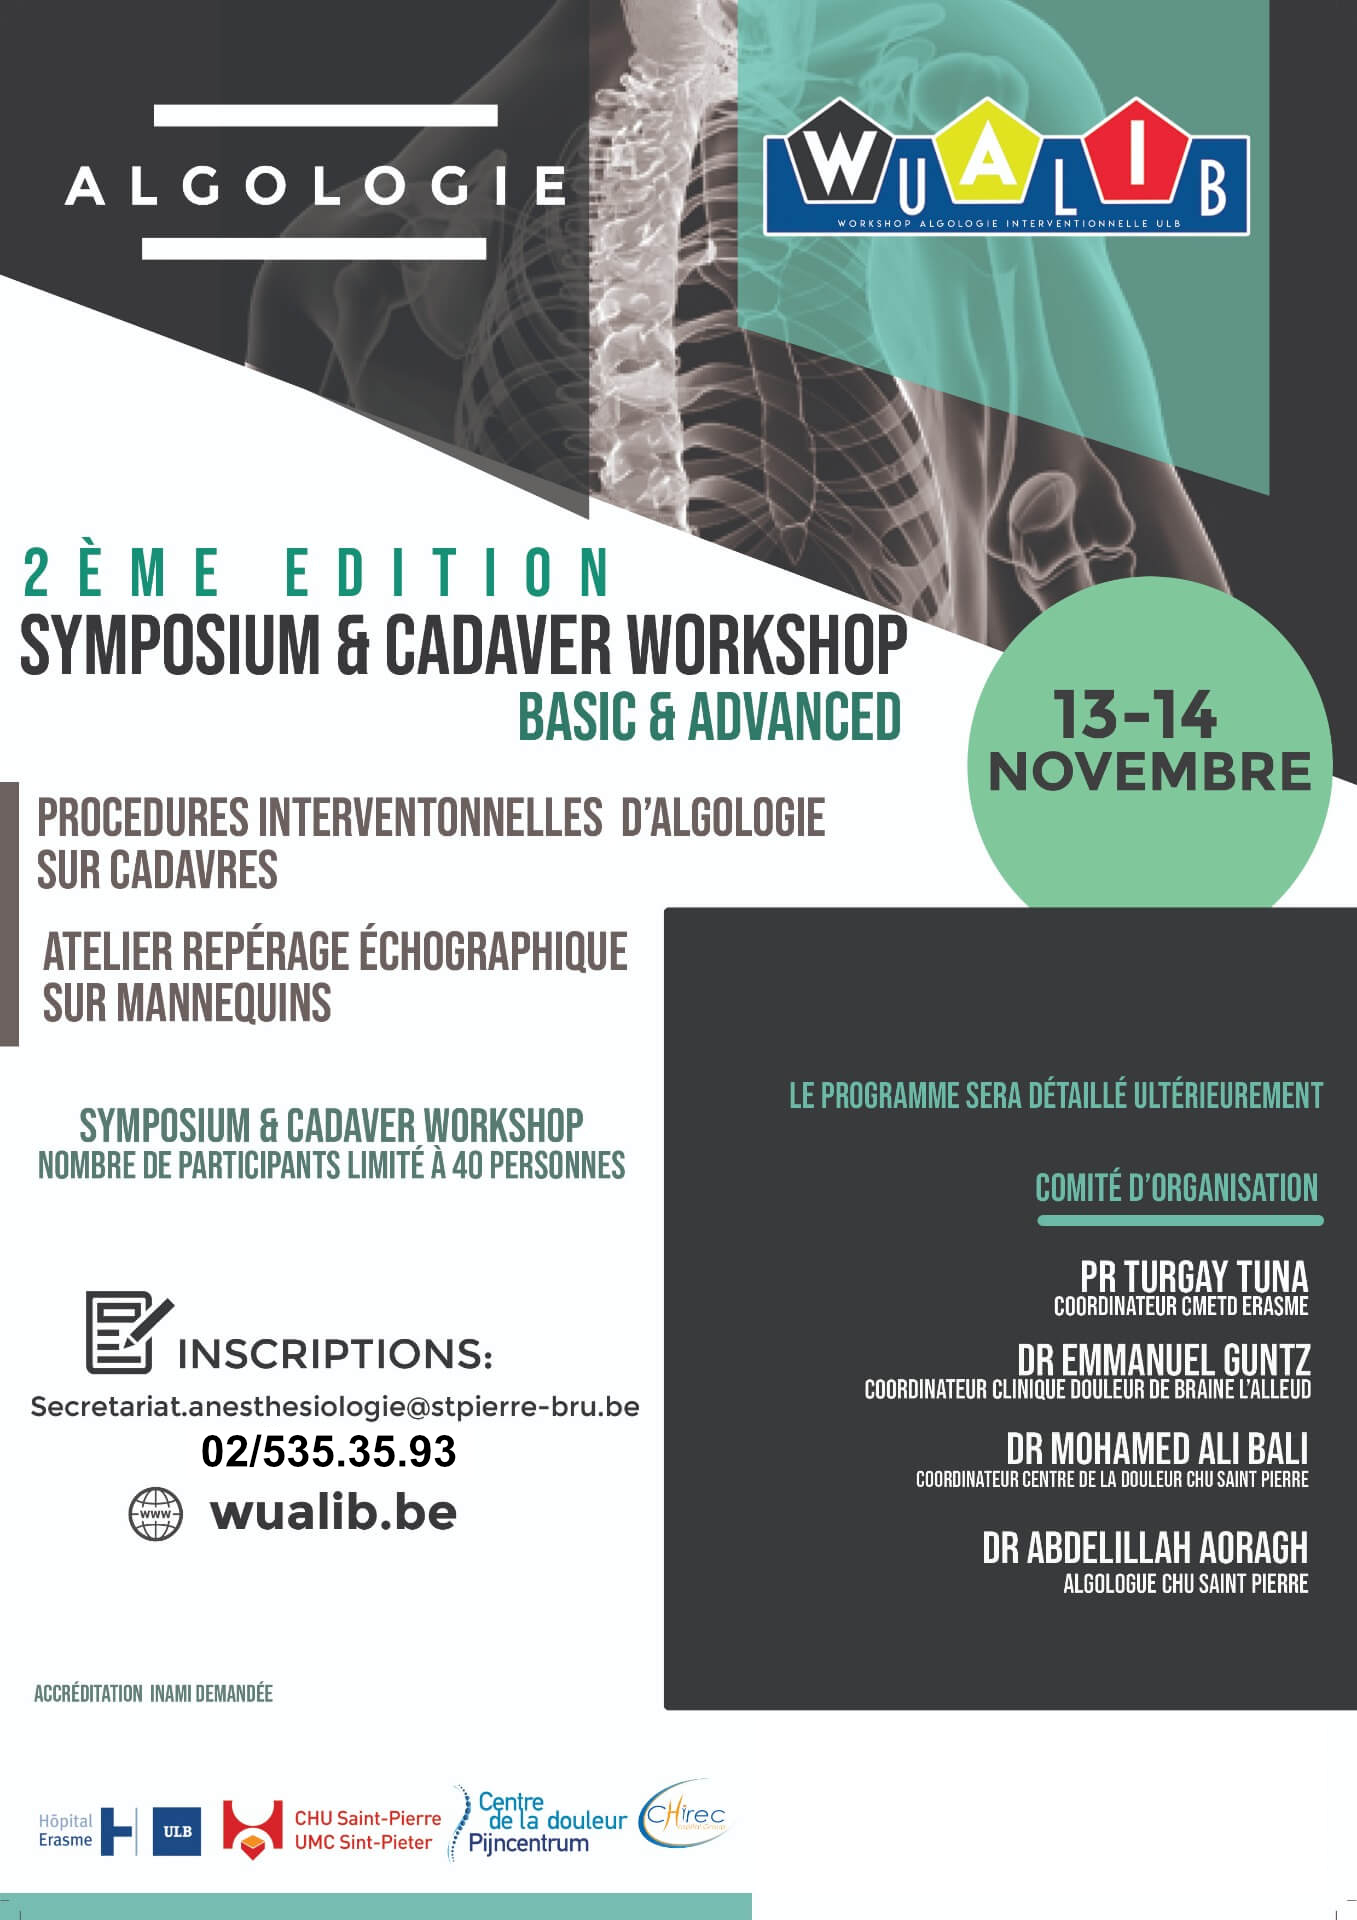 ALGOLOGIE
WUALIB
WORKSHOP ALGOLOGIE INTERVENTIONNELLE ULB
2ÈME EDITION
SYMPOSIUM & CADAVER WORKSHOP
BASIC & ADVANCED
13-14
NOVEMBRE
PROCEDURES INTERVENTONNELLES D'ALGOLOGIE
SUR CADAVRES
ATELIER REPÉRAGE ÉCHOGRAPHIQUE
SUR MANNEQUINS
SYMPOSIUM & CADAVER WORKSHOP
NOMBRE DE PARTICIPANTS LIMITÉ À 40 PERSONNES
INSCRIPTIONS:
Secretariat.anesthesiologie@stpierre-bru.be
02/535.35.93
www
wualib.be
LE PROGRAMME SERA DÉTAILLÉ ULTÉRIEUREMENT
COMITÉ D'ORGANISATION
PR TURGAY TUNA
COORDINATEUR CMETD ERASME
DR EMMANUEL GUNTZ
COORDINATEUR CLINIQUE DOULEUR DE BRAINE L'ALLEUD
DR MOHAMED ALI BALI
COORDINATEUR CENTRE DE LA DOULEUR CHU SAINT PIERRE
DR ABDELILLAH AORAGH
ALGOLOGUE CHU SAINT PIERRE
ACCRÉDITATION INAMI DEMANDÉE
Hôpital
Erasme
ULB
CHU Saint-Pierre
UMC Sint-Pieter
Centre
de la douleur
Pijncentrum
CHirec
Hospital Group